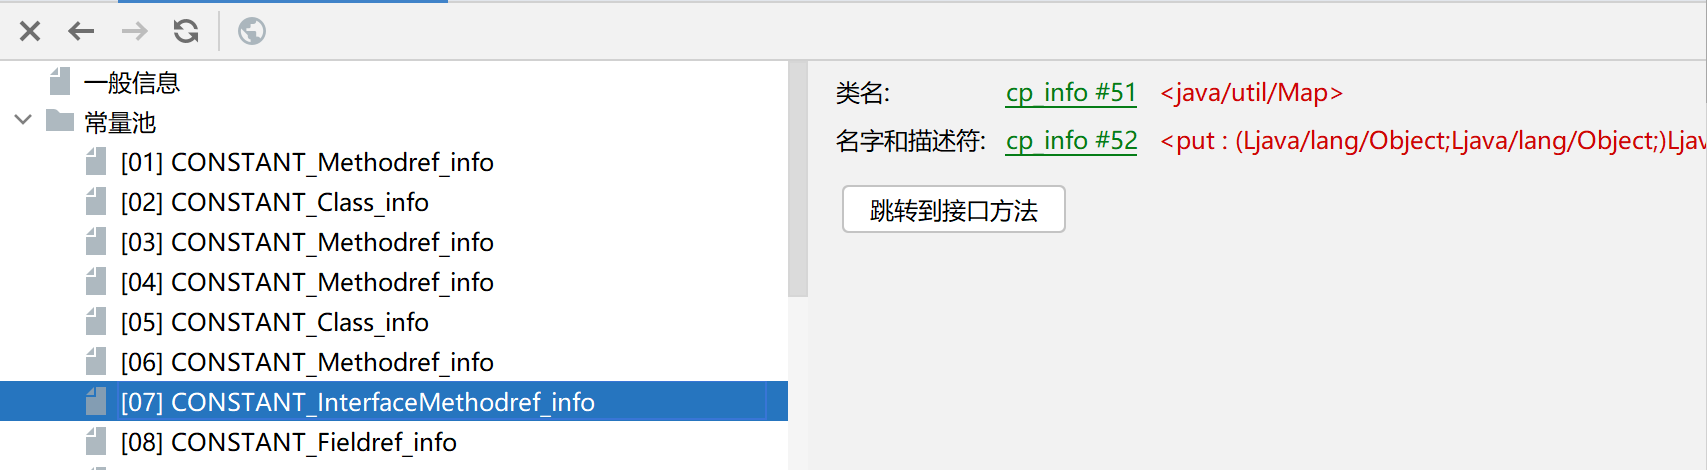 一般信息
常量池
[01] CONSTANT_Methodref_info
[02] CONSTANT_Class_info
[03] CONSTANT_Methodref_info
[04] CONSTANT_Methodref_info
[05] CONSTANT_Class_info
[06] CONSTANT_Methodref_info
[07] CONSTANT_InterfaceMethodref_info
[08] CONSTANT_Fieldref_info
类名: cp_info #51 <java/util/Map>
名字和描述符: cp_info #52 <put : (Ljava/lang/Object;Ljava/lang/Object;)Ljav
跳转到接口方法